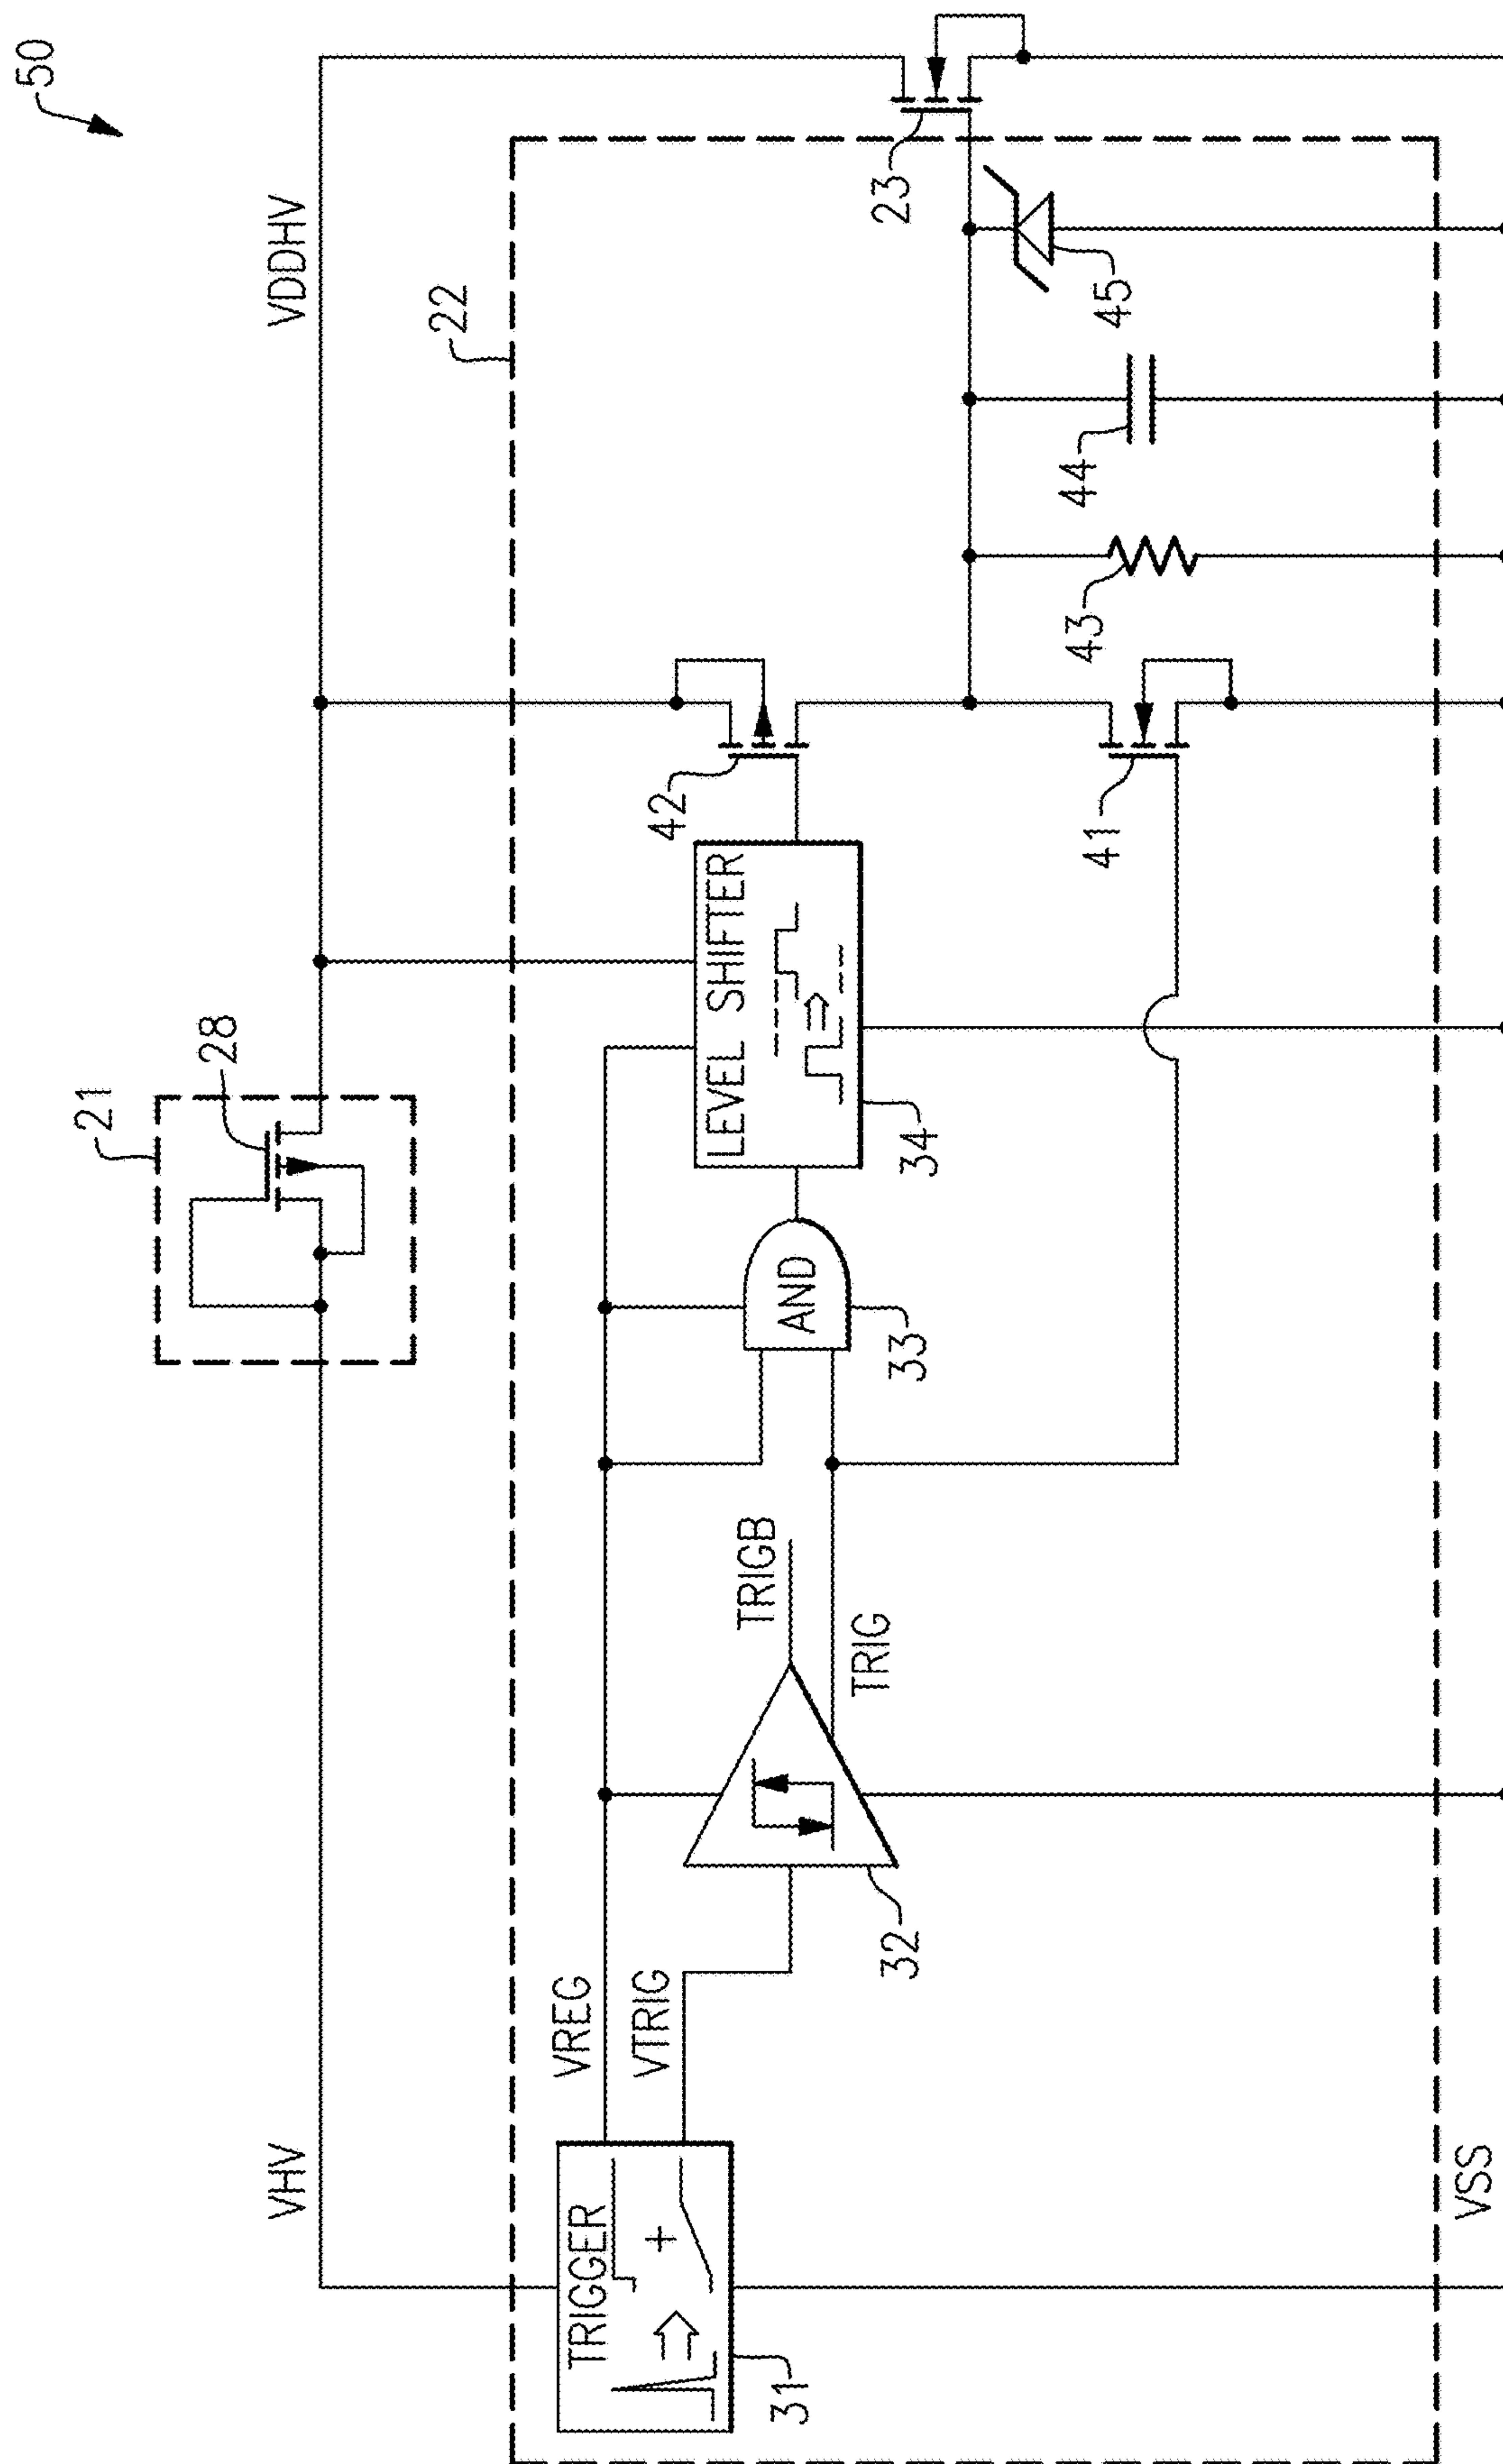 50
VHV
21
28
VDDHV
22
TRIGGER
+
31
VREG
VTRIG
32
TRIGB
TRIG
AND
33
LEVEL SHIFTER
34
42
41
43
44
45
23
VSS